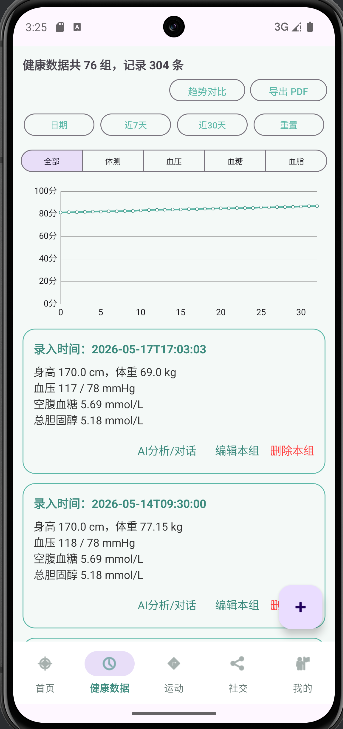 3:25
3G
健康数据共 76 组，记录 304 条
趋势对比 导出 PDF
日期 近7天 近30天 重置
全部 体测 血压 血糖 血脂
100分
80分
60分
40分
20分
0分
0 5 10 15 20 25 30
录入时间：2026-05-17T17:03:03
身高 170.0 cm，体重 69.0 kg
血压 117 / 78 mmHg
空腹血糖 5.69 mmol/L
总胆固醇 5.18 mmol/L
AI分析/对话 编辑本组 删除本组
录入时间：2026-05-14T09:30:00
身高 170.0 cm，体重 77.15 kg
血压 118 / 78 mmHg
空腹血糖 5.69 mmol/L
总胆固醇 5.18 mmol/L
AI分析/对话 编辑本组
+
首页 健康数据 运动 社交 我的